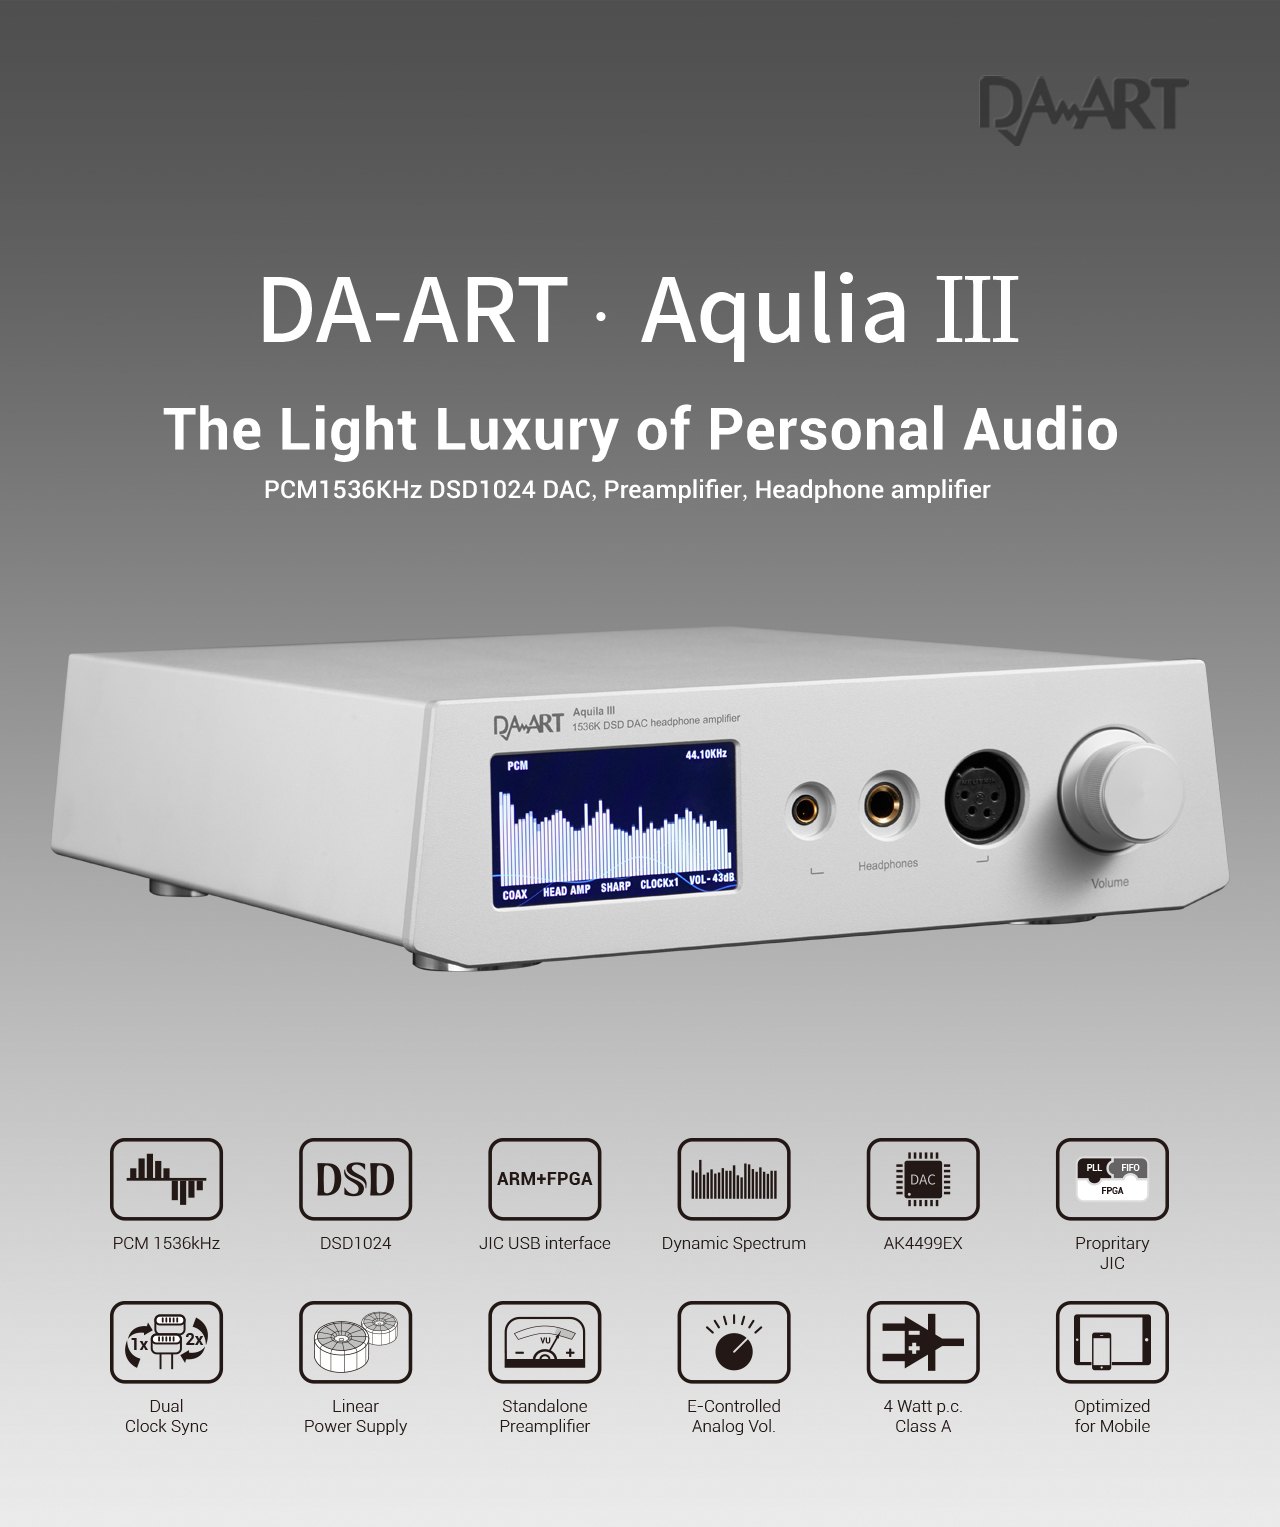 DA-ART
DA-ART · Aqulia III
The Light Luxury of Personal Audio
PCM1536KHz DSD1024 DAC, Preamplifier, Headphone amplifier
DA-ART
Aquila III
1536K DSD DAC headphone amplifier
PCM
44.10KHz
COAX HEAD AMP SHARP CLOCKx1 VOL-43dB
Headphones
Volume
DSD
ARM+FPGA
DAC
PLL FIFO
FPGA
PCM 1536kHz
DSD1024
JIC USB interface
Dynamic Spectrum
AK4499EX
Propritary
JIC
1x 2x
VU
- +
Dual
Clock Sync
Linear
Power Supply
Standalone
Preamplifier
E-Controlled
Analog Vol.
4 Watt p.c.
Class A
Optimized
for Mobile